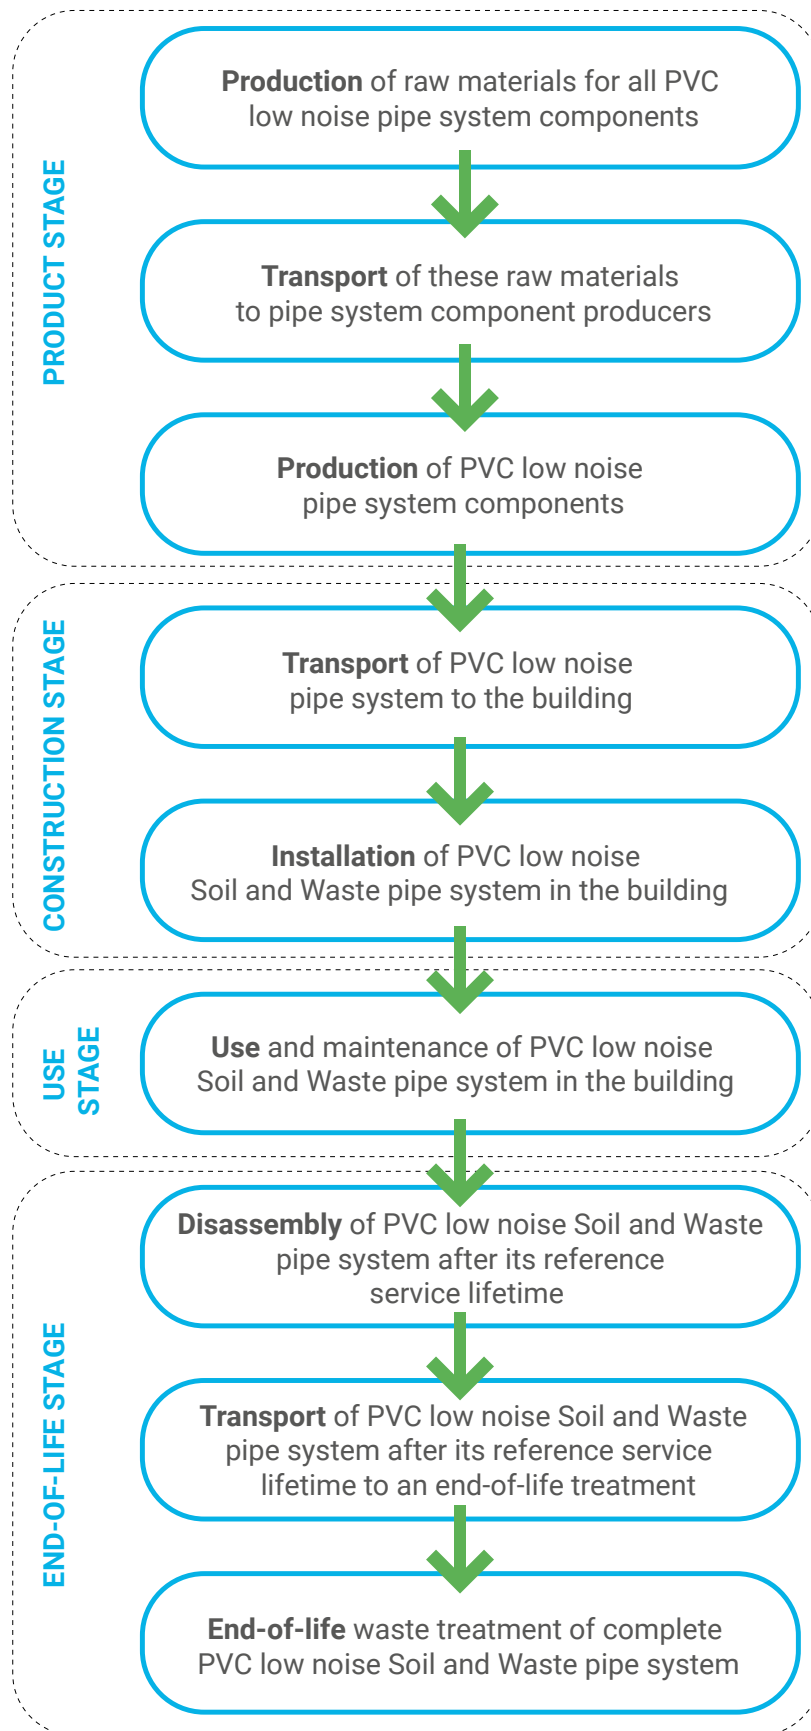 PRODUCT STAGE
Production of raw materials for all PVC
low noise pipe system components
Transport of these raw materials
to pipe system component producers
Production of PVC low noise
pipe system components
CONSTRUCTION STAGE
Transport of PVC low noise
pipe system to the building
Installation of PVC low noise
Soil and Waste pipe system in the building
USE
STAGE
Use and maintenance of PVC low noise
Soil and Waste pipe system in the building
END-OF-LIFE STAGE
Disassembly of PVC low noise Soil and Waste
pipe system after its reference
service lifetime
Transport of PVC low noise Soil and Waste
pipe system after its reference service
lifetime to an end-of-life treatment
End-of-life waste treatment of complete
PVC low noise Soil and Waste pipe system